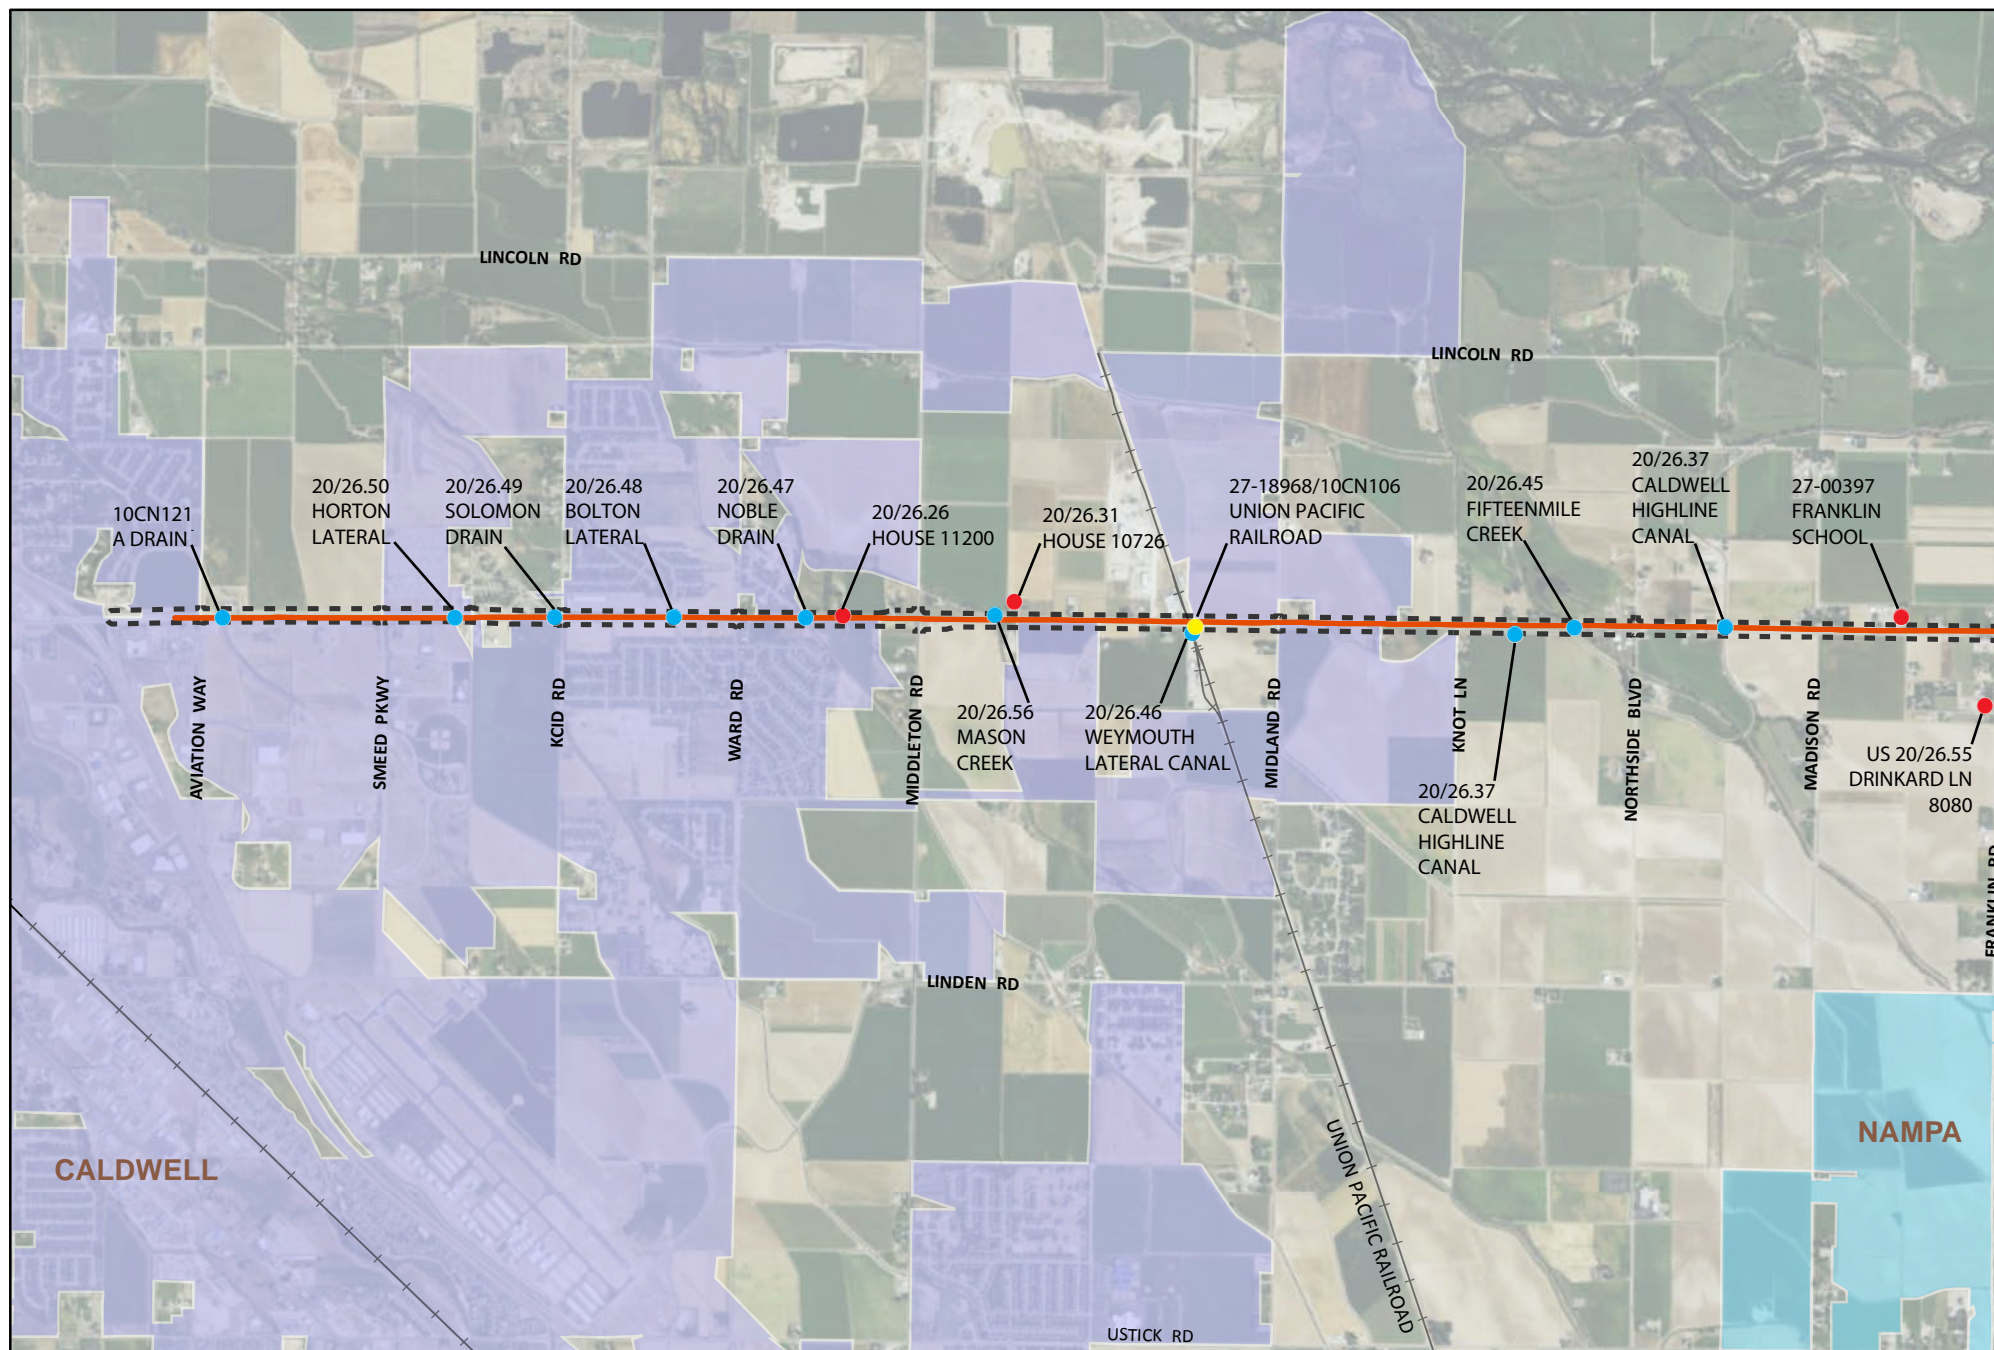 LINCOLN RD
LINCOLN RD
10CN121
A DRAIN
20/26.50
HORTON
LATERAL
20/26.49
SOLOMON
DRAIN
20/26.48
BOLTON
LATERAL
20/26.47
NOBLE
DRAIN
20/26.26
HOUSE 11200
20/26.31
HOUSE 10726
27-18968/10CN106
UNION PACIFIC
RAILROAD
20/26.45
FIFTEENMILE
CREEK
20/26.37
CALDWELL
HIGHLINE
CANAL
27-00397
FRANKLIN
SCHOOL
AVIATION WAY
SMEED PKWY
KCID RD
WARD RD
MIDDLETON RD
20/26.56
MASON
CREEK
20/26.46
WEYMOUTH
LATERAL CANAL
MIDLAND RD
KNOT LN
20/26.37
CALDWELL
HIGHLINE
CANAL
NORTHSIDE BLVD
MADISON RD
US 20/26.55
DRINKARD LN
8080
FRANKLIN RD
LINDEN RD
UNION PACIFIC RAILROAD
CALDWELL
NAMPA
USTICK RD